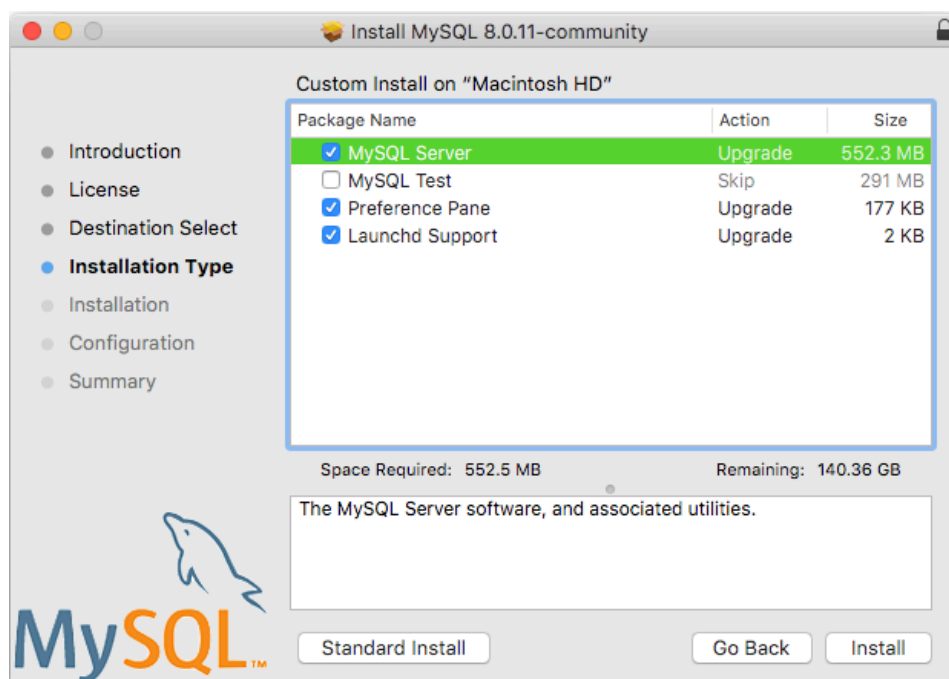 Install MySQL 8.0.11-community
Custom Install on “Macintosh HD”
Package Name Action Size
MySQL Server Upgrade 552.3 MB
MySQL Test Skip 291 MB
Preference Pane Upgrade 177 KB
Launchd Support Upgrade 2 KB
Introduction
License
Destination Select
Installation Type
Installation
Configuration
Summary
Space Required: 552.5 MB Remaining: 140.36 GB
The MySQL Server software, and associated utilities.
MySQL™
Standard Install Go Back Install